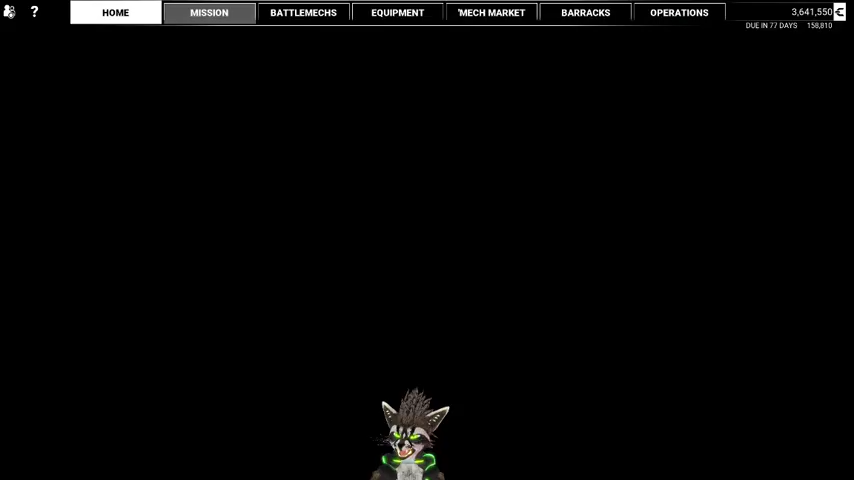 ?
HOME
MISSION
BATTLEMECHS
EQUIPMENT
'MECH MARKET
BARRACKS
OPERATIONS
3,641,550
DUE IN 77 DAYS 158,810